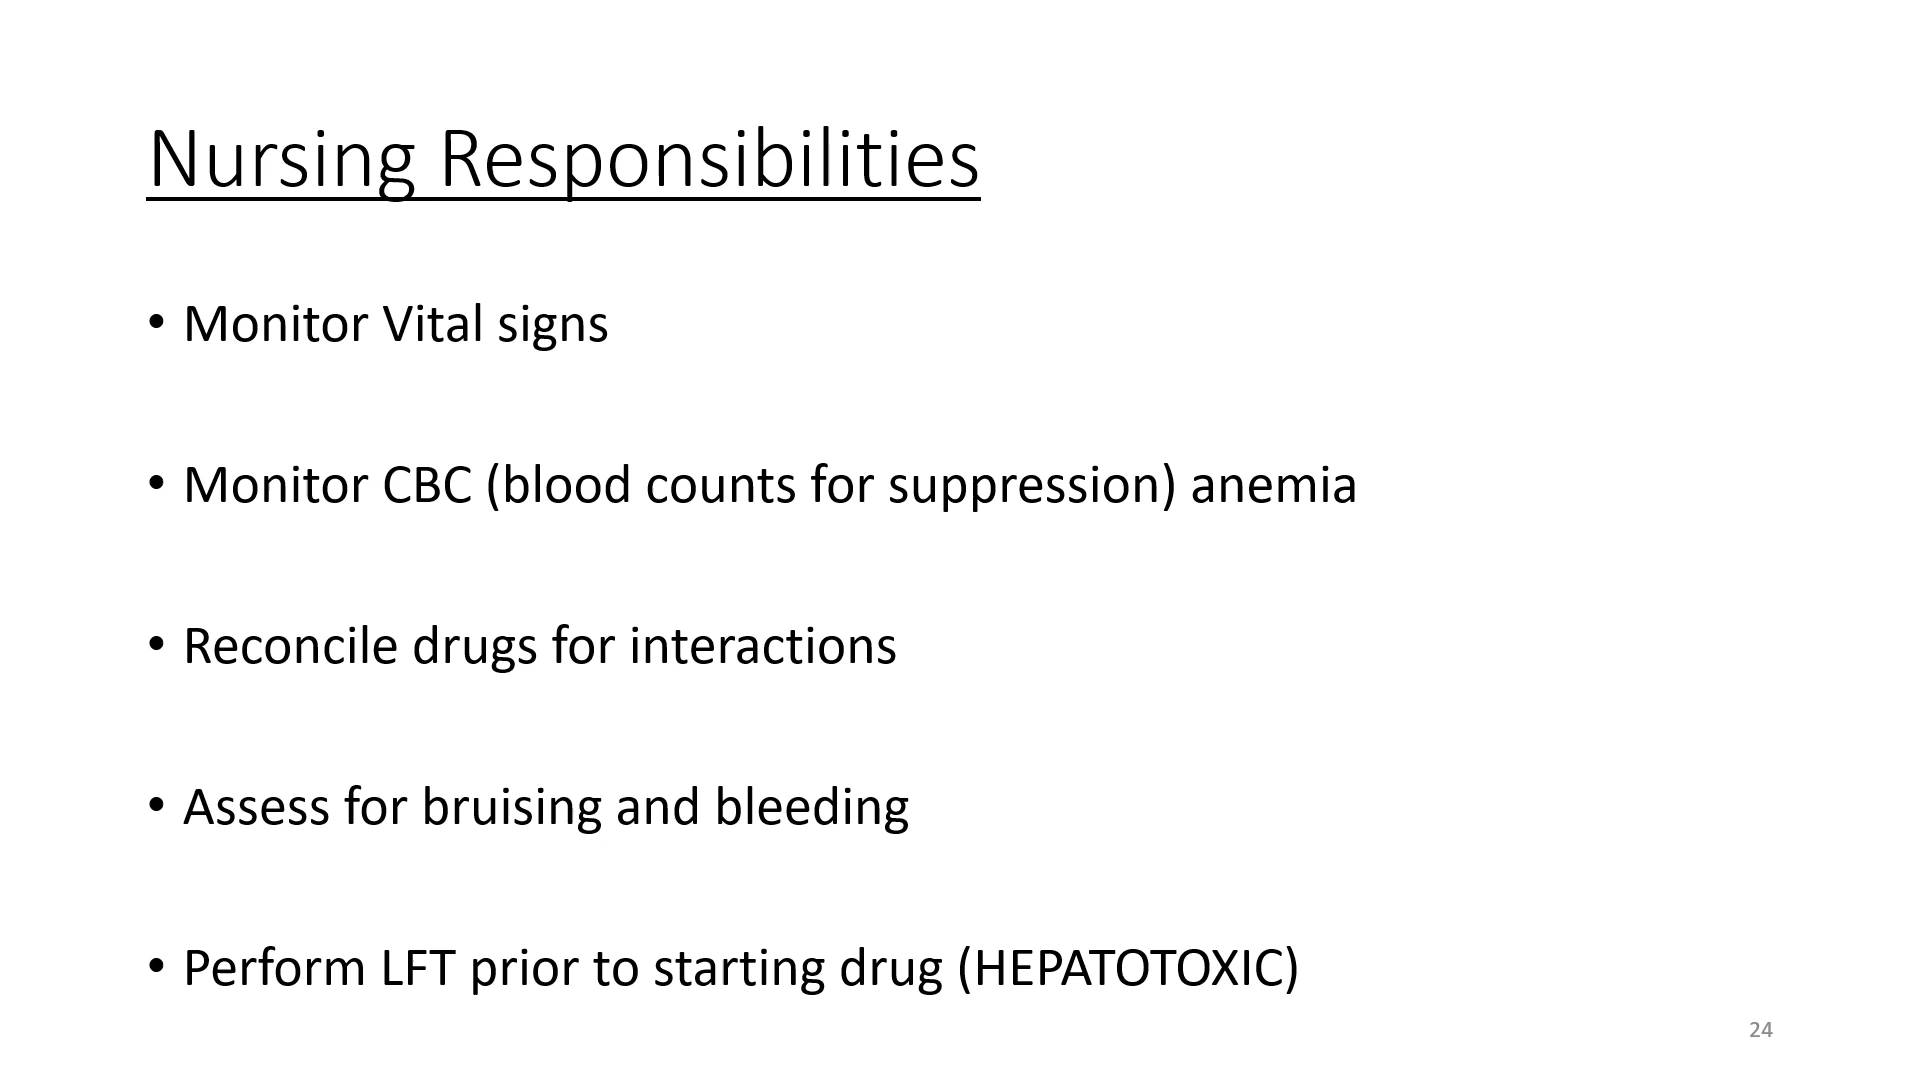 Nursing Responsibilities
• Monitor Vital signs
• Monitor CBC (blood counts for suppression) anemia
• Reconcile drugs for interactions
• Assess for bruising and bleeding
• Perform LFT prior to starting drug (HEPATOTOXIC)
24